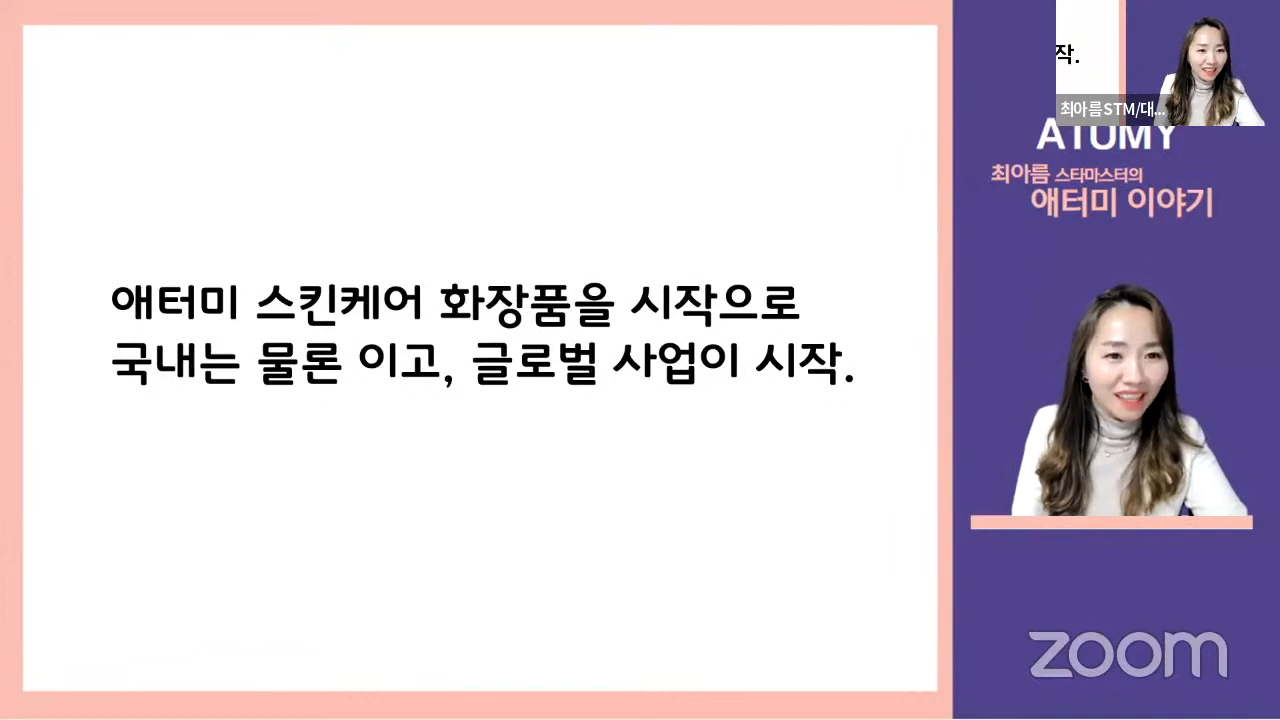 애터미 스킨케어 화장품을 시작으로
국내는 물론 이고, 글로벌 사업이 시작.
작.
최아름STM/대...
ATOMY
최아름 스타마스터의
애터미 이야기
zoom